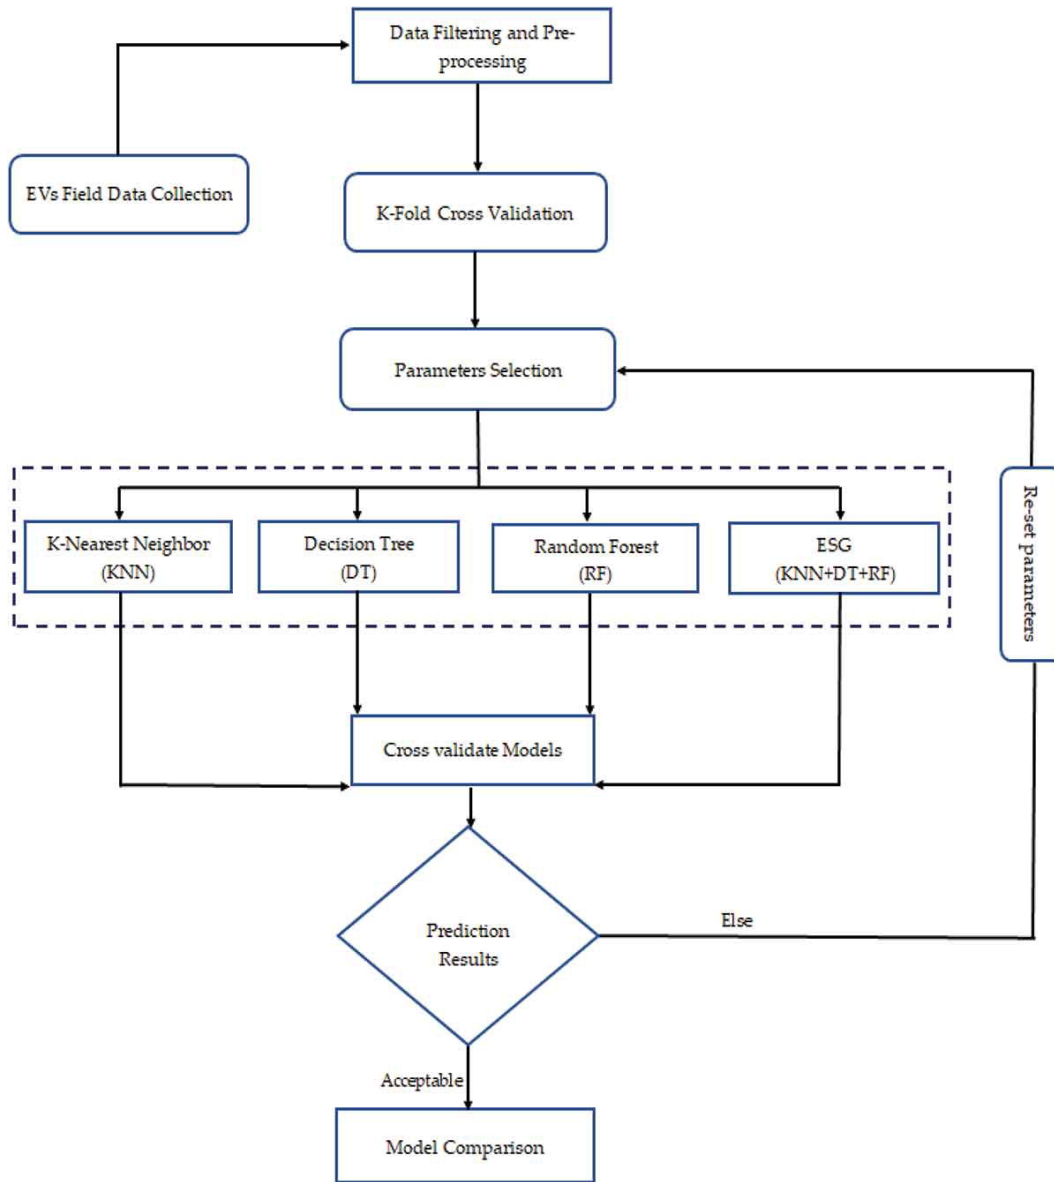 Data Filtering and Pre-
processing
EVs Field Data Collection
K-Fold Cross Validation
Parameters Selection
K-Nearest Neighbor
(KNN)
Decision Tree
(DT)
Random Forest
(RF)
ESG
(KNN+DT+RF)
Re-set parameters
Cross validate Models
Prediction
Results
Else
Acceptable
Model Comparison